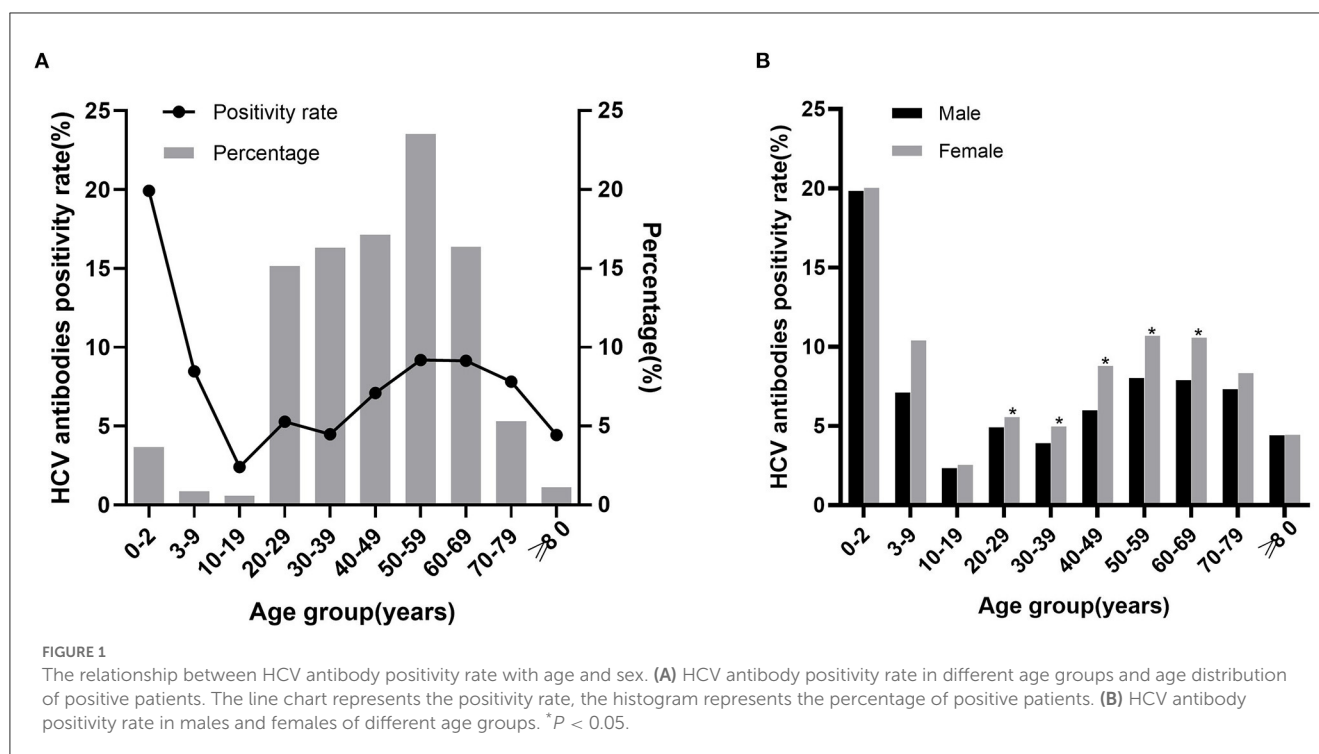 A
HCV antibodies positivity rate(%)
25
20
15
10
5
0
Positivity rate
Percentage
25
20
15
10
5
0
Percentage(%)
0-2
3-9
10-19
20-29
30-39
40-49
50-59
60-69
70-79
⩾8 0
Age group(years)
B
HCV antibodies positivity rate(%)
25
20
15
10
5
0
Male
Female
*
*
*
*
*
0-2
3-9
10-19
20-29
30-39
40-49
50-59
60-69
70-79
⩾8 0
Age group(years)
FIGURE 1
The relationship between HCV antibody positivity rate with age and sex. (A) HCV antibody positivity rate in different age groups and age distribution
of positive patients. The line chart represents the positivity rate, the histogram represents the percentage of positive patients. (B) HCV antibody
positivity rate in males and females of different age groups. *P < 0.05.